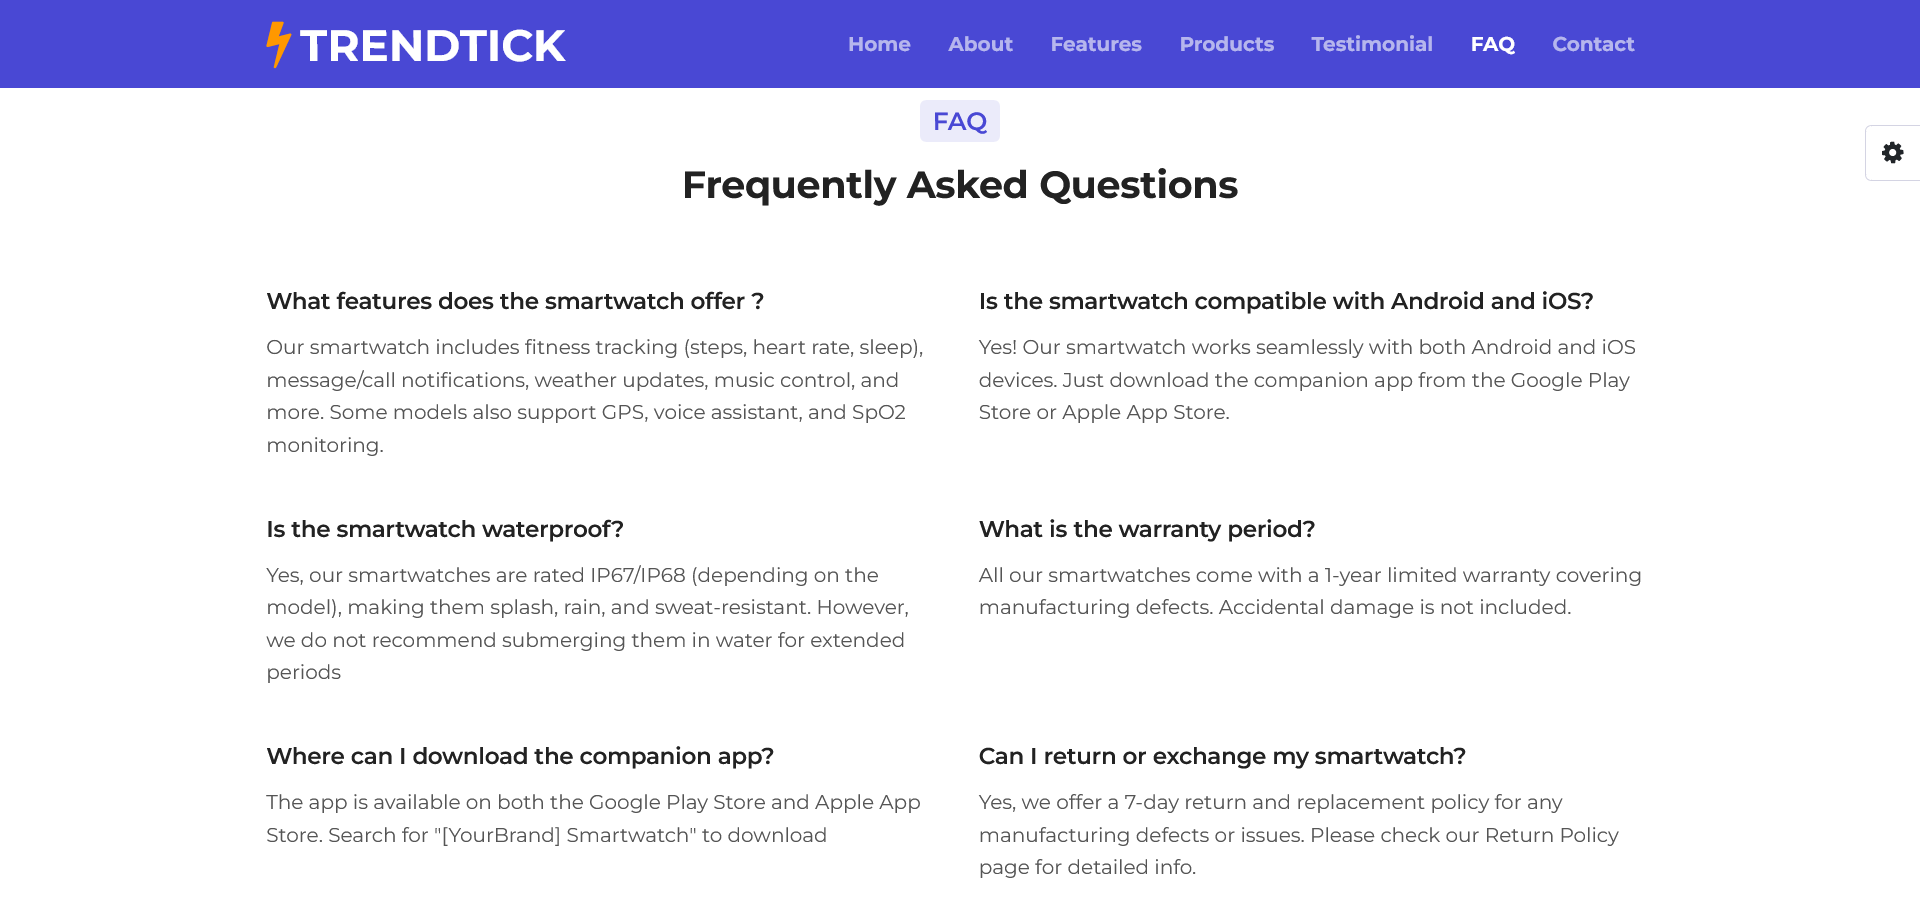 TRENDTICK
Home About Features Products Testimonial FAQ Contact
FAQ
Frequently Asked Questions
What features does the smartwatch offer ?
Our smartwatch includes fitness tracking (steps, heart rate, sleep),
message/call notifications, weather updates, music control, and
more. Some models also support GPS, voice assistant, and SpO2
monitoring.
Is the smartwatch compatible with Android and iOS?
Yes! Our smartwatch works seamlessly with both Android and iOS
devices. Just download the companion app from the Google Play
Store or Apple App Store.
Is the smartwatch waterproof?
Yes, our smartwatches are rated IP67/IP68 (depending on the
model), making them splash, rain, and sweat-resistant. However,
we do not recommend submerging them in water for extended
periods
What is the warranty period?
All our smartwatches come with a 1-year limited warranty covering
manufacturing defects. Accidental damage is not included.
Where can I download the companion app?
The app is available on both the Google Play Store and Apple App
Store. Search for "[YourBrand] Smartwatch" to download
Can I return or exchange my smartwatch?
Yes, we offer a 7-day return and replacement policy for any
manufacturing defects or issues. Please check our Return Policy
page for detailed info.